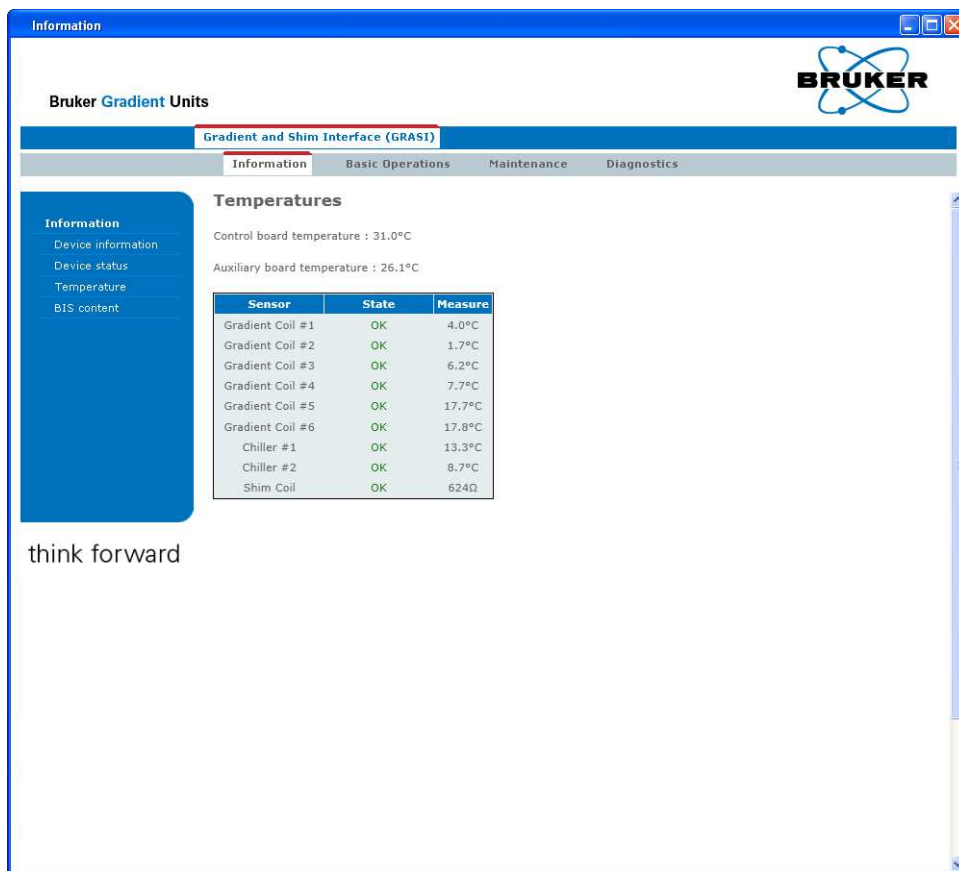 Information
BRUKER
Bruker Gradient Units
Gradient and Shim Interface (GRASI)
Information Basic Operations Maintenance Diagnostics
Information
Device information
Device status
Temperature
BIS content
Temperatures
Control board temperature : 31.0°C
Auxiliary board temperature : 26.1°C
Sensor State Measure
Gradient Coil #1 OK 4.0°C
Gradient Coil #2 OK 1.7°C
Gradient Coil #3 OK 6.2°C
Gradient Coil #4 OK 7.7°C
Gradient Coil #5 OK 17.7°C
Gradient Coil #6 OK 17.8°C
Chiller #1 OK 13.3°C
Chiller #2 OK 8.7°C
Shim Coil OK 624Ω
think forward